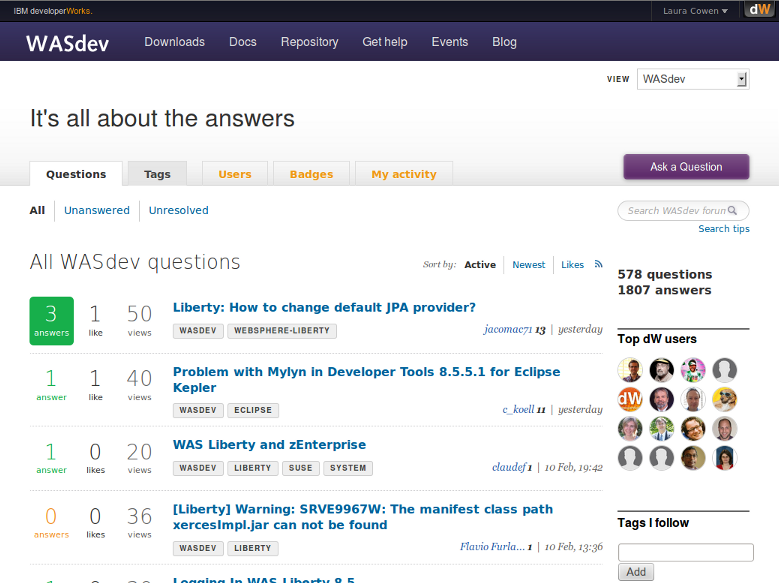 IBM developerWorks.
Laura Cowen
dW
WASdev
Downloads
Docs
Repository
Get help
Events
Blog
VIEW
WASdev
It's all about the answers
Questions
Tags
Users
Badges
My activity
Ask a Question
All
Unanswered
Unresolved
Search WASdev forun
Search tips
All WASdev questions
Sort by:
Active
Newest
Likes
578 questions
1807 answers
3
answers
1
like
50
views
Liberty: How to change default JPA provider?
WASDEV
WEBSPHERE-LIBERTY
jacomac71 13 | yesterday
Top dW users
dW
1
answer
1
like
40
views
Problem with Mylyn in Developer Tools 8.5.5.1 for Eclipse
Kepler
WASDEV
ECLIPSE
c_koell 11 | yesterday
1
answer
0
likes
20
views
WAS Liberty and zEnterprise
WASDEV
LIBERTY
SUSE
SYSTEM
claudef 1 | 10 Feb, 19:42
0
answers
0
likes
36
views
[Liberty] Warning: SRVE9967W: The manifest class path
xercesImpl.jar can not be found
WASDEV
LIBERTY
Flavio Furla... 1 | 10 Feb, 13:36
Tags I follow
Add
Logging In WAS Liberty 8.5